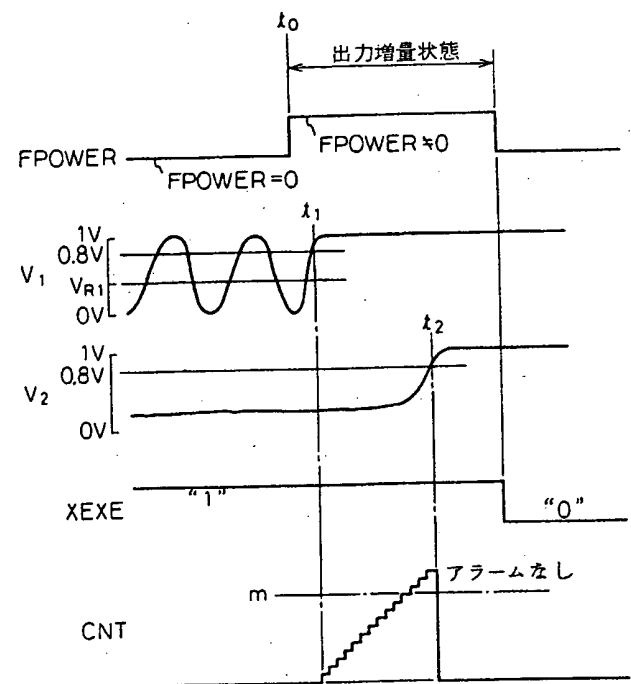 t0
出力増量状態
FPOWER
FPOWER≒0
FPOWER=0
t1
1V
0.8V
V1
VR1
0V
t2
1V
0.8V
V2
0V
XEXE
“1”
“0”
アラームなし
m
CNT